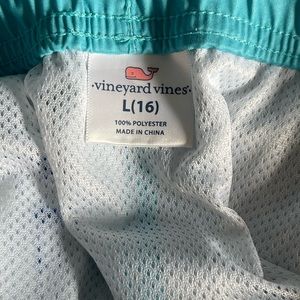 vineyard vines®
L(16)
100% POLYESTER
MADE IN CHINA